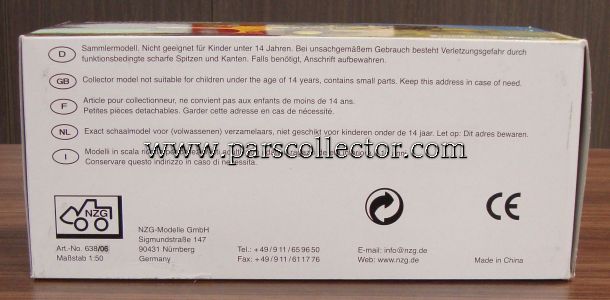 D
Sammlermodell. Nicht geeignet für Kinder unter 14 Jahren. Bei unsachgemäßem Gebrauch besteht Verletzungsgefahr durch
funktionsbedingte scharfe Spitzen und Kanten. Falls benötigt, Anschrift aufbewahren.
GB
Collector model not suitable for children under the age of 14 years, contains small parts. Keep this address in case of need.
F
Article pour collectionneur, ne convient pas aux enfants de moins de 14 ans.
Petites pièces detachables. Garder cette adresse en cas de nécessité.
NL
Exact schaalmodel voor (volwassenen) verzamelaars, niet geschikt voor kinderen onder de 14 jaar. Let op: Dit adres bewaren.
www.parscollector.com
I
Modelli in scala
Conservare questo indirizzo in caso di necessita.
NZG
NZG-Modelle GmbH
Sigmundstraße 147
90431 Nürnberg
Germany
Art.-No. 638/06
Maßstab 1:50
Tel.: +49/911/65 96 50
Fax: +49/911/61 17 76
E-mail: info@nzg.de
Web: www.nzg.de
CE
Made in China